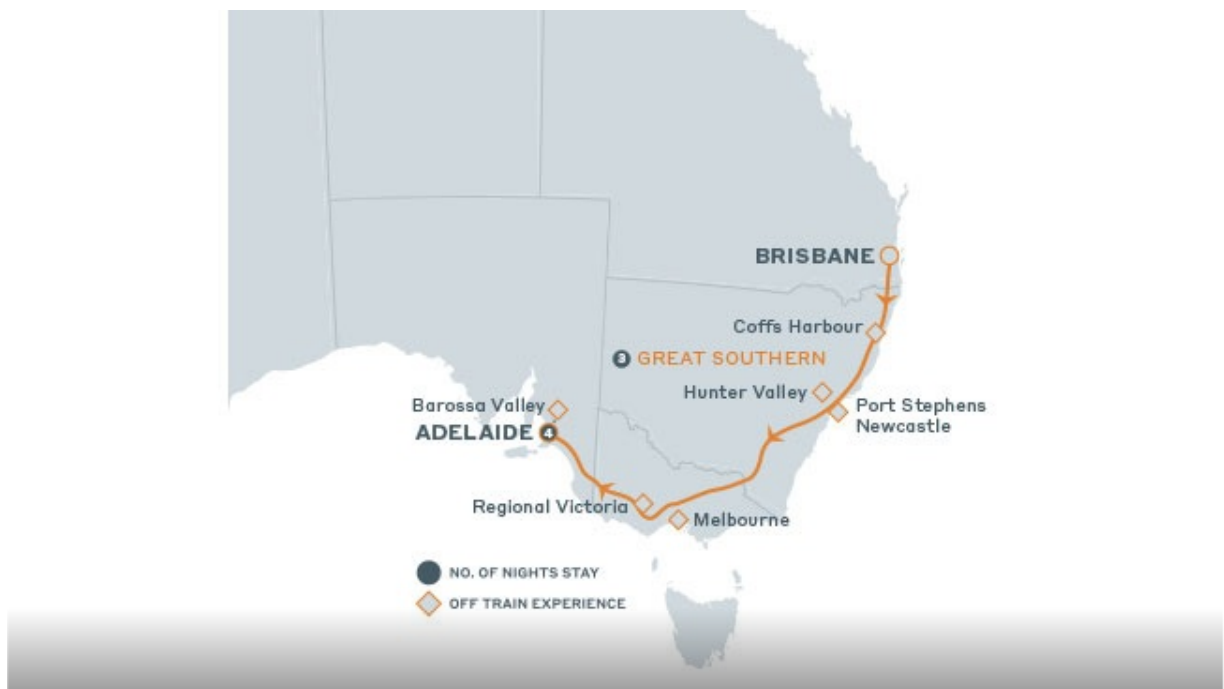 BRISBANE
Coffs Harbour
3 GREAT SOUTHERN
Hunter Valley
Port Stephens
Newcastle
Barossa Valley
ADELAIDE 4
Regional Victoria
Melbourne
NO. OF NIGHTS STAY
OFF TRAIN EXPERIENCE